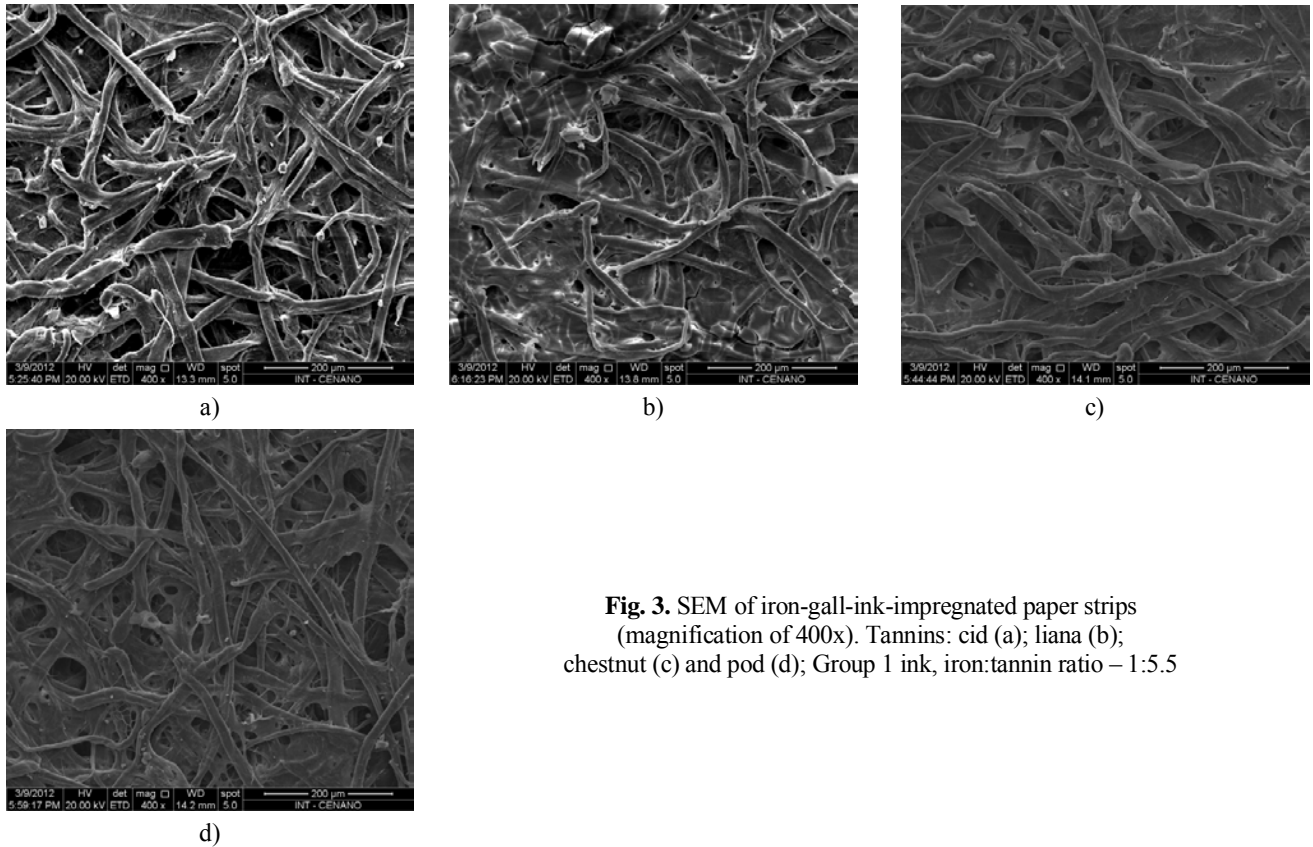 3/9/2012 HV det mag WD spot 200 µm
5:25:40 PM 20.00 kV ETD 400 x 13.3 mm 5.0 INT - CENANO
a)
3/9/2012 HV det mag WD spot 200 µm
6:16:23 PM 20.00 kV ETD 400 x 13.8 mm 5.0 INT - CENANO
b)
3/9/2012 HV det mag WD spot 200 µm
5:44:44 PM 20.00 kV ETD 400 x 14.1 mm 5.0 INT - CENANO
c)
3/9/2012 HV det mag WD spot 200 µm
5:59:17 PM 20.00 kV ETD 400 x 14.2 mm 5.0 INT - CENANO
d)
Fig. 3. SEM of iron-gall-ink-impregnated paper strips
(magnification of 400x). Tannins: cid (a); liana (b);
chestnut (c) and pod (d); Group 1 ink, iron:tannin ratio – 1:5.5